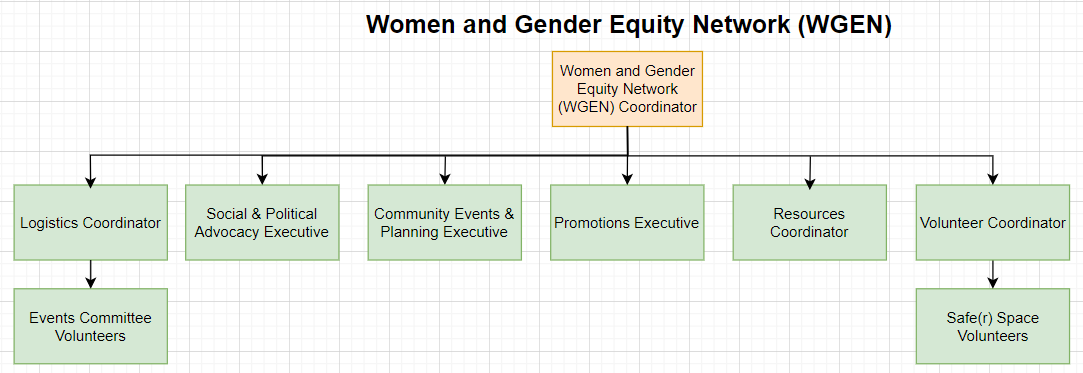 Women and Gender Equity Network (WGEN)
Women and Gender
Equity Network
(WGEN) Coordinator
Logistics Coordinator
Social & Political
Advocacy Executive
Community Events &
Planning Executive
Promotions Executive
Resources
Coordinator
Volunteer Coordinator
Events Committee
Volunteers
Safe(r) Space
Volunteers